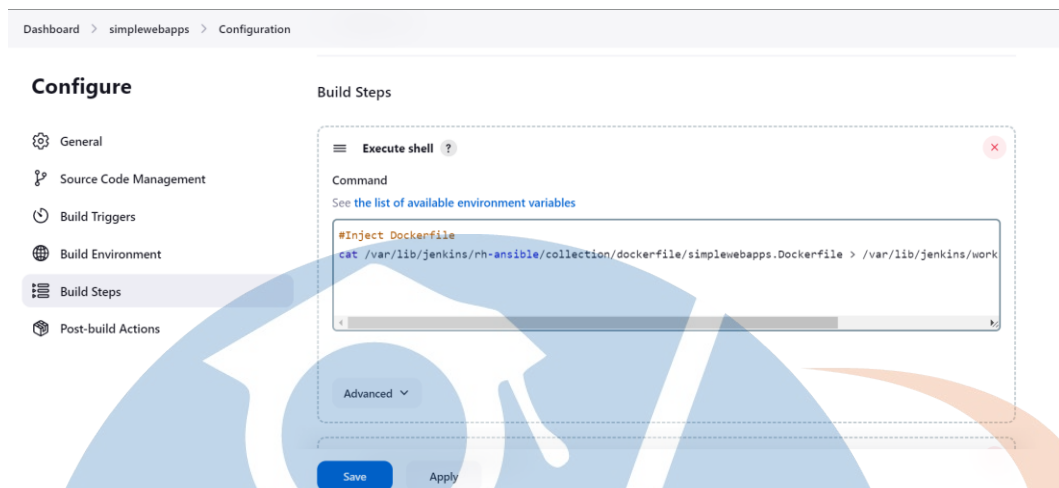 Dashboard > simplewebapps > Configuration
Configure
General
Source Code Management
Build Triggers
Build Environment
Build Steps
Post-build Actions
Build Steps
Execute shell ?
Command
See the list of available environment variables
#Inject Dockerfile
cat /var/lib/jenkins/rh-ansible/collection/dockerfile/simplewebapps.Dockerfile > /var/lib/jenkins/work
Advanced
Save Apply